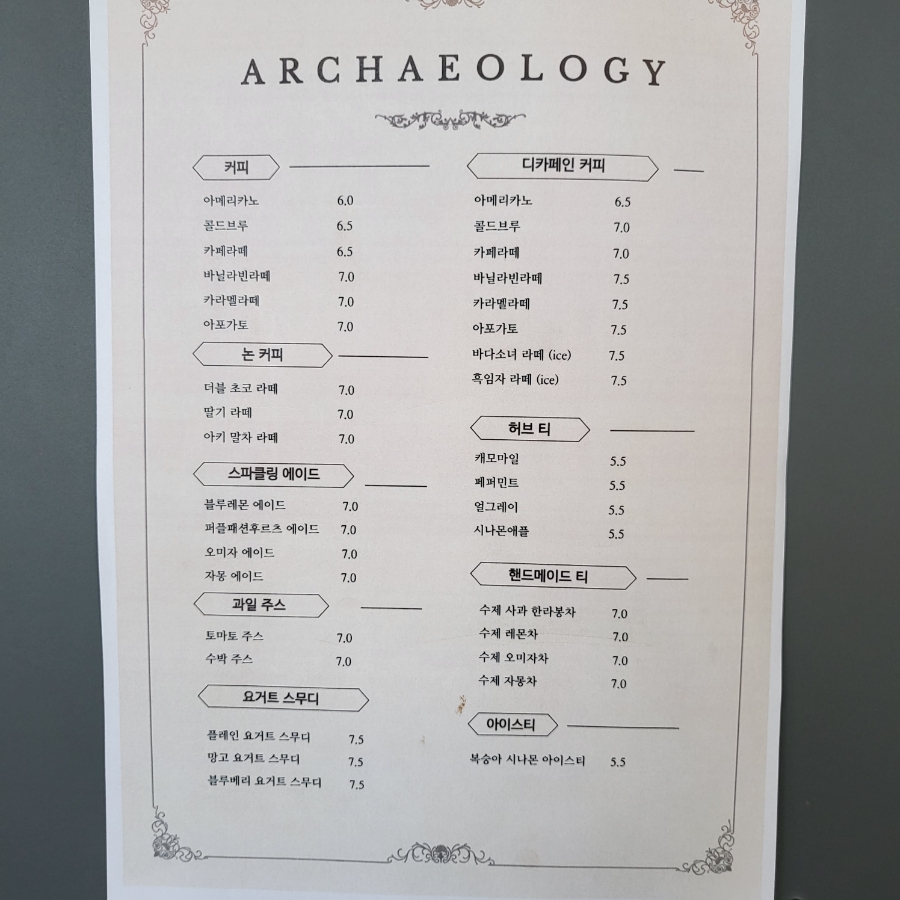 ARCHAEOLOGY
커피
아메리카노 6.0
콜드브루 6.5
카페라떼 6.5
바닐라빈라떼 7.0
카라멜라떼 7.0
아포가토 7.0
논 커피
더블 초코 라떼 7.0
딸기 라떼 7.0
아키 말차 라떼 7.0
스파클링 에이드
블루레몬 에이드 7.0
퍼플패션후르츠 에이드 7.0
오미자 에이드 7.0
자몽 에이드 7.0
과일 주스
토마토 주스 7.0
수박 주스 7.0
요거트 스무디
플레인 요거트 스무디 7.5
망고 요거트 스무디 7.5
블루베리 요거트 스무디 7.5
디카페인 커피
아메리카노 6.5
콜드브루 7.0
카페라떼 7.0
바닐라빈라떼 7.5
카라멜라떼 7.5
아포가토 7.5
바다소녀 라떼 (ice) 7.5
흑임자 라떼 (ice) 7.5
허브 티
캐모마일 5.5
페퍼민트 5.5
얼그레이 5.5
시나몬애플 5.5
핸드메이드 티
수제 사과 한라봉차 7.0
수제 레몬차 7.0
수제 오미자차 7.0
수제 자몽차 7.0
아이스티
복숭아 시나몬 아이스티 5.5